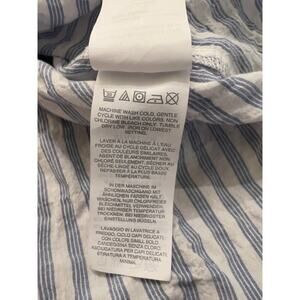 MACHINE WASH COLD, GENTLE
CYCLE WITH LIKE COLORS. NON
CHLORINE BLEACH ONLY. TUMBLE
DRY LOW. IRON ON LOWEST
SETTING.
LAVER À LA MACHINE À L'EAU
FROIDE AU CYCLE DÉLICAT AVEC
DES COULEURS SIMILAIRES.
AGENT DE BLANCHIMENT NON
CHLORÉ SEULEMENT. SÉCHER AU
SÈCHE-LINGE DOUX.
REPASSER À LA PLUS BASSE
TEMPÉRATURE.
IN DER MASCHINE IM
SCHONWASCHGANG MIT
ÄHNLICHEN FARBEN KALT
WASCHEN. NUR CHLORFREIES
BLEICHMITTEL VERWENDEN.
BEI NIEDRIGER TEMPERATUR
TROCKNEN. BEI NIEDRIGSTER
EINSTELLUNG BÜGELN.
LAVAGGIO IN LAVATRICE A
FREDDO, CICLO CAPI DELICATI
CON COLORI SIMILI. SOLO
CANDEGGINA SENZA CLORO.
ASCIUGATURA PER CAPI DELICATI.
STIRATURA A TEMPERATURA
MINIMA.